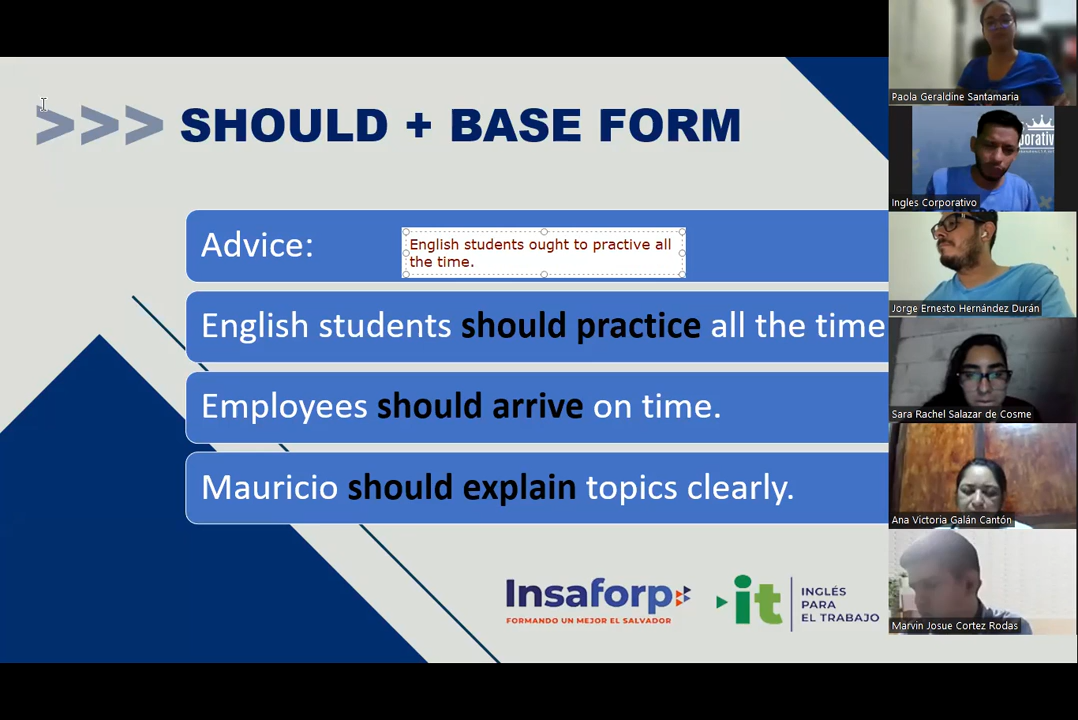 >>> SHOULD + BASE FORM
Advice:
English students ought to practive all
the time.
English students should practice all the time
Employees should arrive on time.
Mauricio should explain topics clearly.
Insaforp
FORMANDO UN MEJOR EL SALVADOR
it
INGLÉS
PARA
EL TRABAJO
Paola Geraldine Santamaria
Ingles Corporativo
Jorge Ernesto Hernández Durán
Sara Rachel Salazar de Cosme
Ana Victoria Galán Cantón
Marvin Josue Cortez Rodas